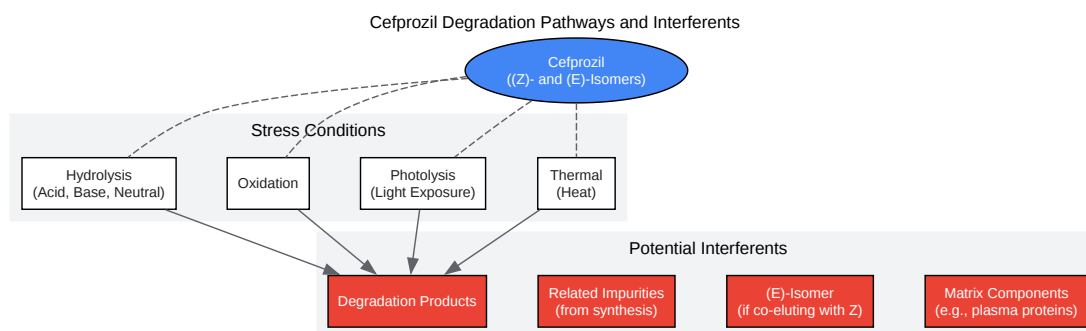 Cefprozil Degradation Pathways and Interferents
Cefprozil
((Z)- and (E)-Isomers)
Stress Conditions
Hydrolysis
(Acid, Base, Neutral)
Oxidation
Photolysis
(Light Exposure)
Thermal
(Heat)
Potential Interferents
Degradation Products
Related Impurities
(from synthesis)
(E)-Isomer
(if co-eluting with Z)
Matrix Components
(e.g., plasma proteins)